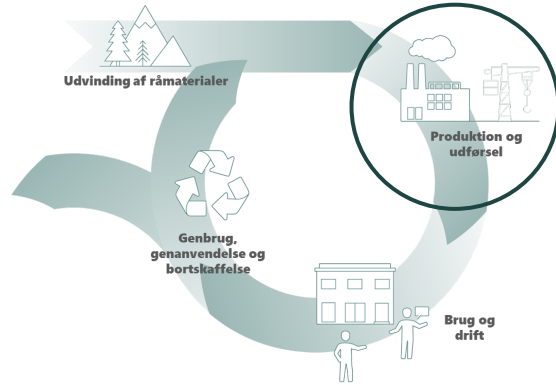 Udvinding af råmaterialer
Produktion og
udførsel
Genbrug,
genanvendelse og
bortskaffelse
Brug og
drift